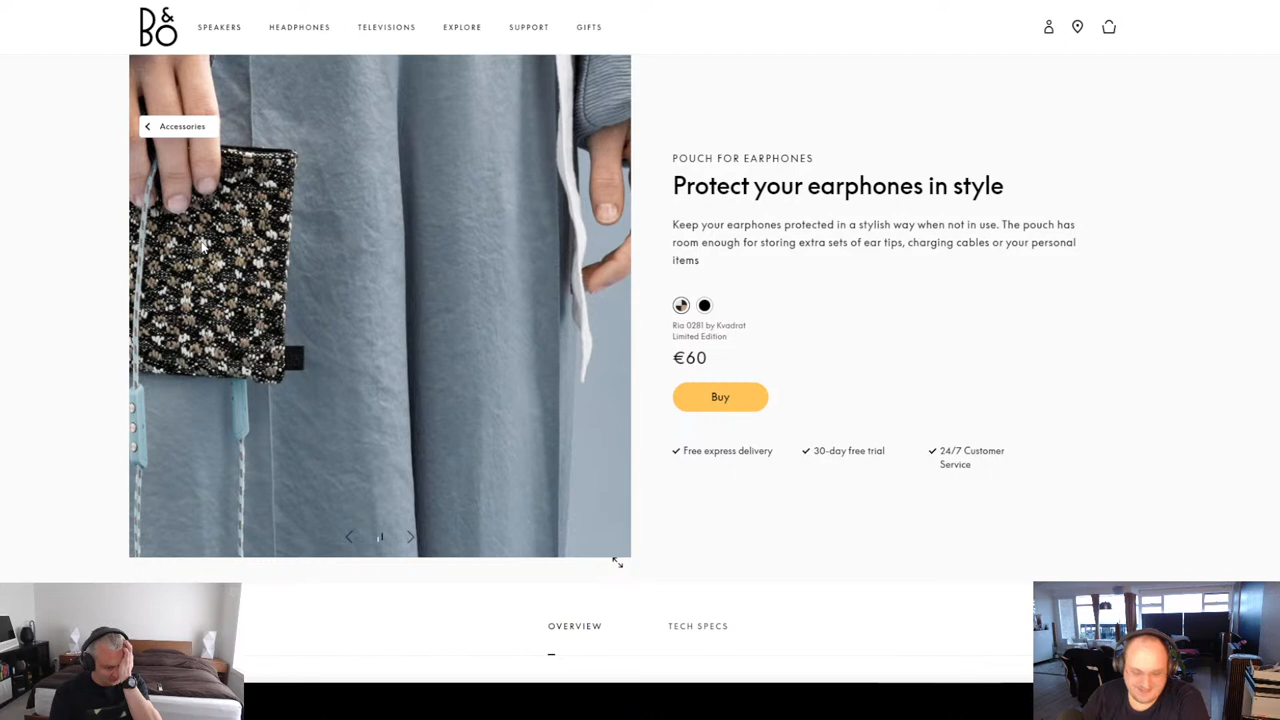 B&
BO
SPEAKERS
HEADPHONES
TELEVISIONS
EXPLORE
SUPPORT
GIFTS
Accessories
POUCH FOR EARPHONES
Protect your earphones in style
Keep your earphones protected in a stylish way when not in use. The pouch has
room enough for storing extra sets of ear tips, charging cables or your personal
items
Ria 0281 by Kvadrat
Limited Edition
€60
Buy
Free express delivery
30-day free trial
24/7 Customer
Service
OVERVIEW
TECH SPECS